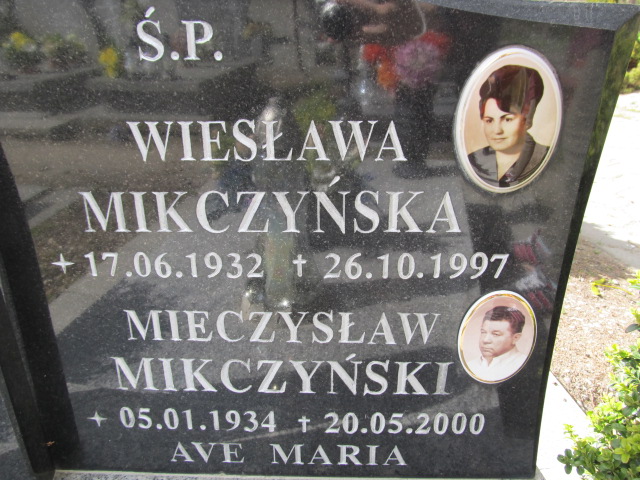 Ś.P.
WIESŁAWA
MIKCZYŃSKA
+ 17.06.1932 † 26.10.1997
MIECZYSŁAW
MIKCZYŃSKI
+ 05.01.1934 † 20.05.2000
AVE MARIA